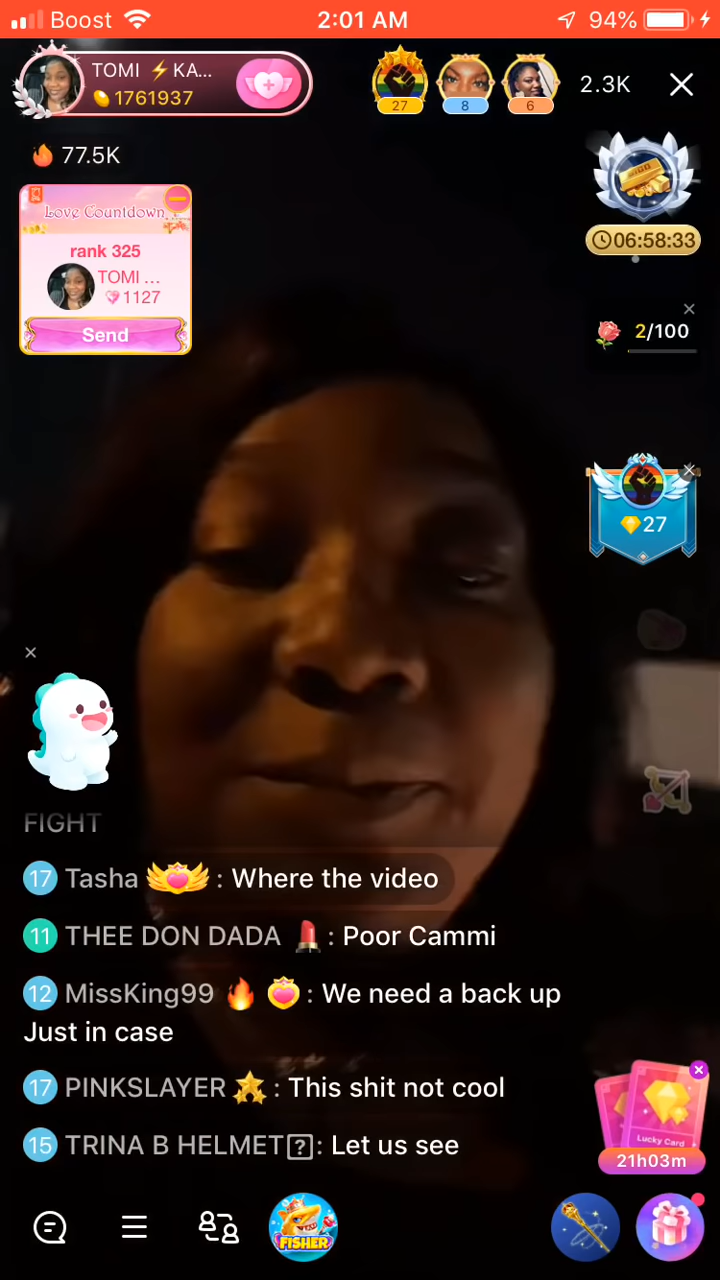 Boost
2:01 AM
94%
TOMI ⚡KA...
1761937
27
8
6
2.3K
77.5K
Love Countdown
rank 325
TOMI ...
1127
Send
06:58:33
2/100
27
FIGHT
17 Tasha : Where the video
11 THEE DON DADA 💄: Poor Cammi
12 MissKing99 🔥 : We need a back up
Just in case
17 PINKSLAYER : This shit not cool
15 TRINA B HELMET⍰: Let us see
Lucky Card
21h03m
FISHER